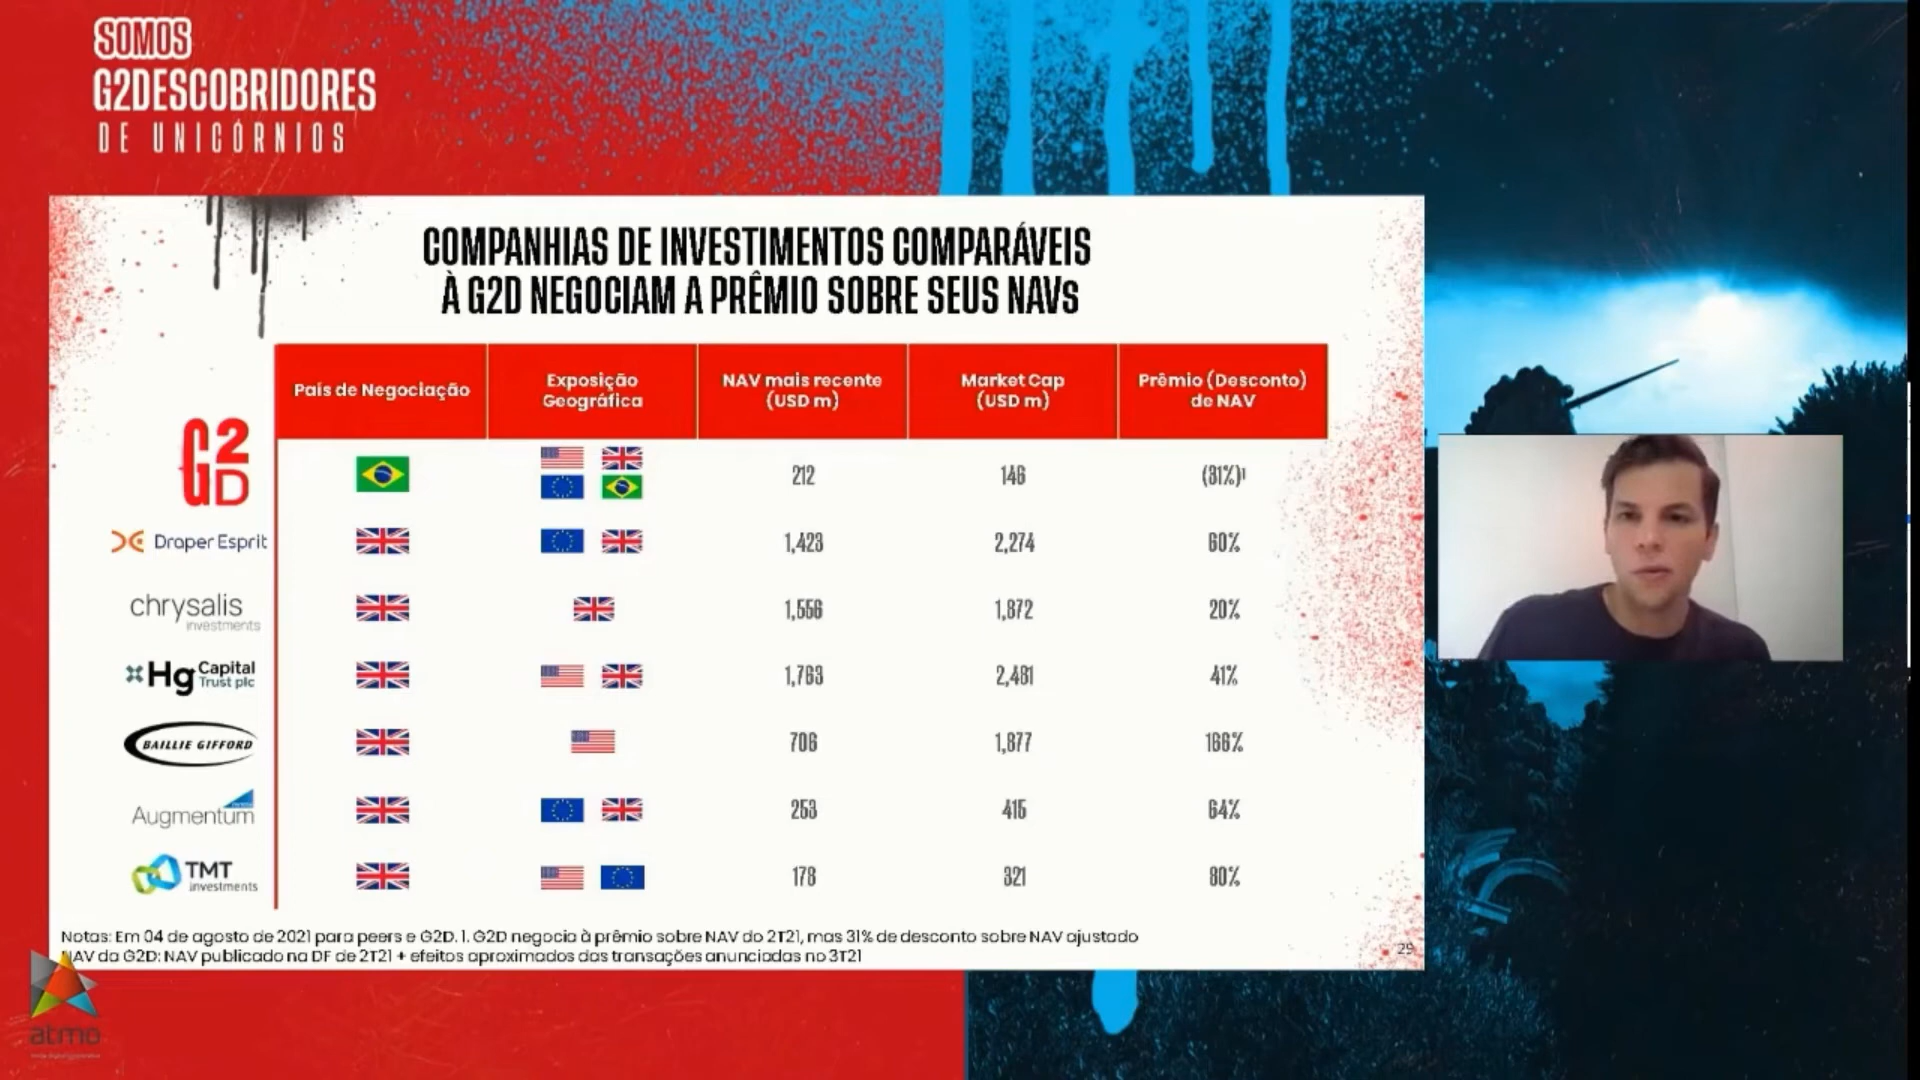 SOMOS
G2DESCOBRIDORES
DE UNICÓRNIOS
COMPANHIAS DE INVESTIMENTOS COMPARÁVEIS
À G2D NEGOCIAM A PRÊMIO SOBRE SEUS NAVs
País de Negociação
Exposição
Geográfica
NAV mais recente
(USD m)
Market Cap
(USD m)
Prêmio (Desconto)
de NAV
G2D
212 146 (31%)¹
Draper Esprit 1,423 2,274 60%
chrysalis
investments
1,556 1,872 20%
Hg Capital
Trust plc
1,763 2,481 41%
BAILLIE GIFFORD 706 1,877 166%
Augmentum 253 415 64%
TMT
investments
178 321 80%
Notas: Em 04 de agosto de 2021 para peers e G2D. 1. G2D negocia à prêmio sobre NAV do 2T21, mas 31% de desconto sobre NAV ajustado
NAV da G2D: NAV publicado na DF de 2T21 + efeitos aproximados das transações anunciadas no 3T21
29
atmo